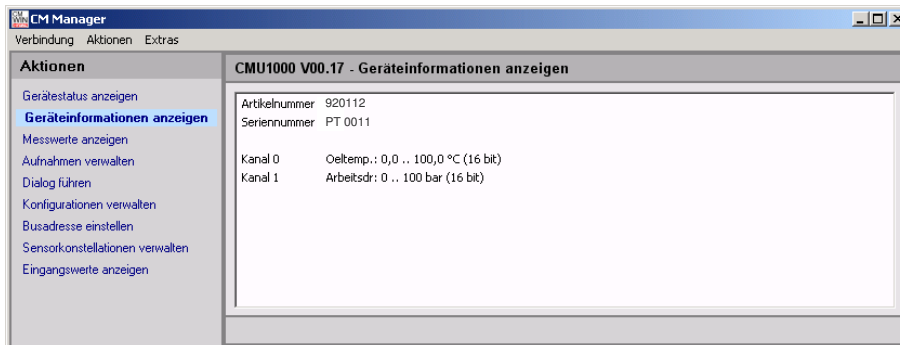 CM Manager
Verbindung Aktionen Extras
Aktionen
Gerätestatus anzeigen
Geräteinformationen anzeigen
Messwerte anzeigen
Aufnahmen verwalten
Dialog führen
Konfigurationen verwalten
Busadresse einstellen
Sensorkonstellationen verwalten
Eingangswerte anzeigen
CMU1000 V00.17 - Geräteinformationen anzeigen
Artikelnummer 920112
Seriennummer PT 0011
Kanal 0 Oeltemp.: 0,0 .. 100,0 °C (16 bit)
Kanal 1 Arbeitsdr: 0 .. 100 bar (16 bit)